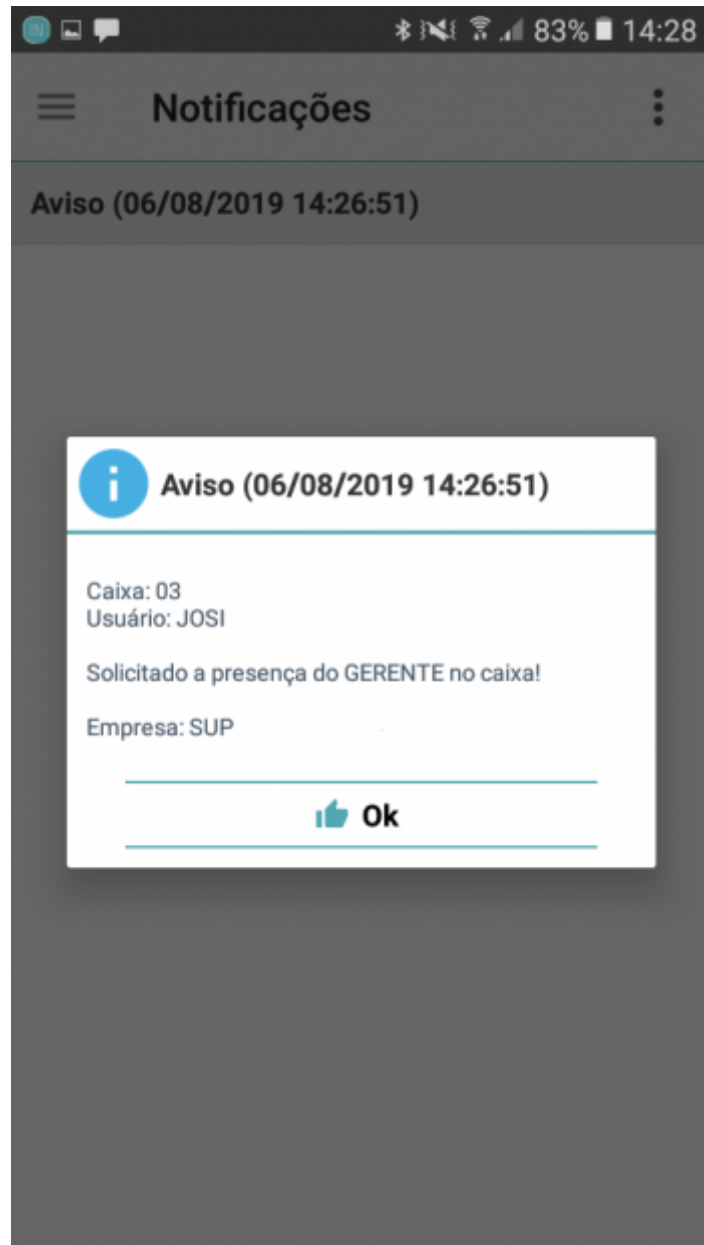 IN
83% 14:28
Notificações
Aviso (06/08/2019 14:26:51)
i Aviso (06/08/2019 14:26:51)
Caixa: 03
Usuário: JOSI
Solicitado a presença do GERENTE no caixa!
Empresa: SUP
Ok